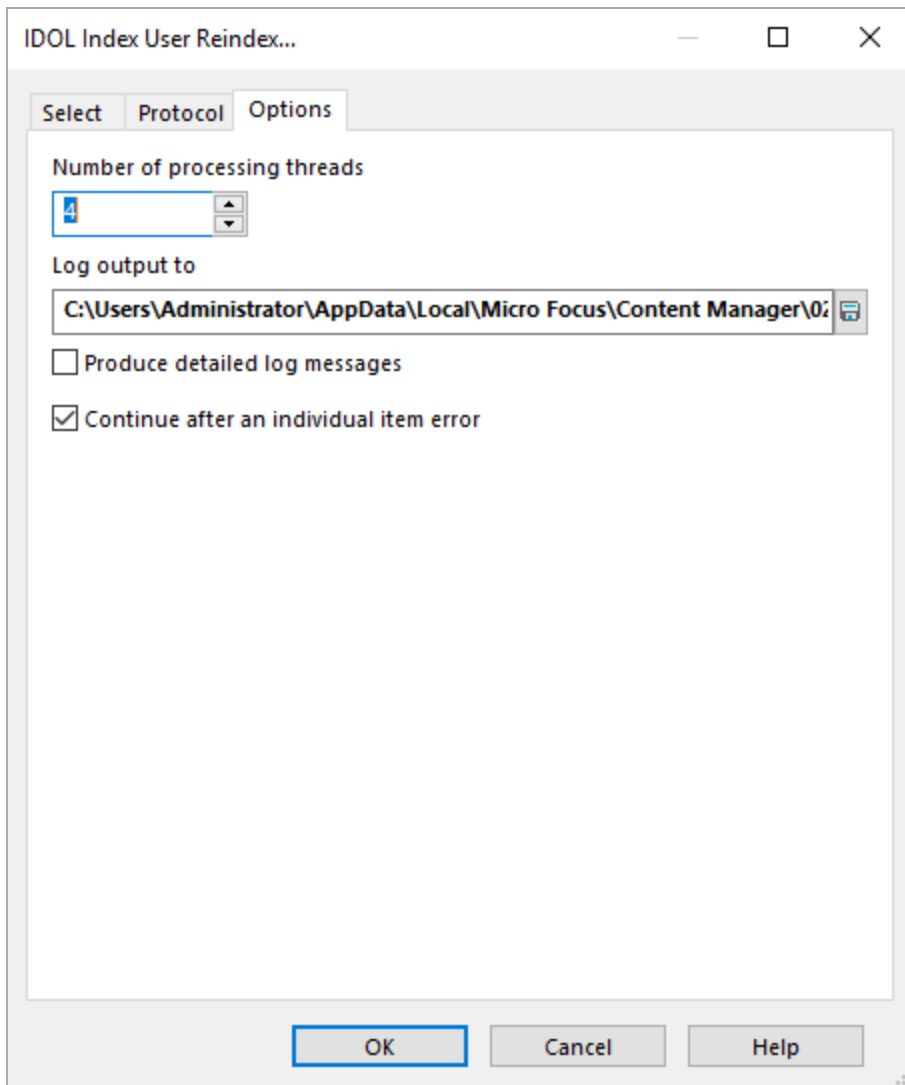 IDOL Index User Reindex...
Select Protocol Options
Number of processing threads
4
Log output to
C:\Users\Administrator\AppData\Local\Micro Focus\Content Manager\02
Produce detailed log messages
Continue after an individual item error
OK Cancel Help